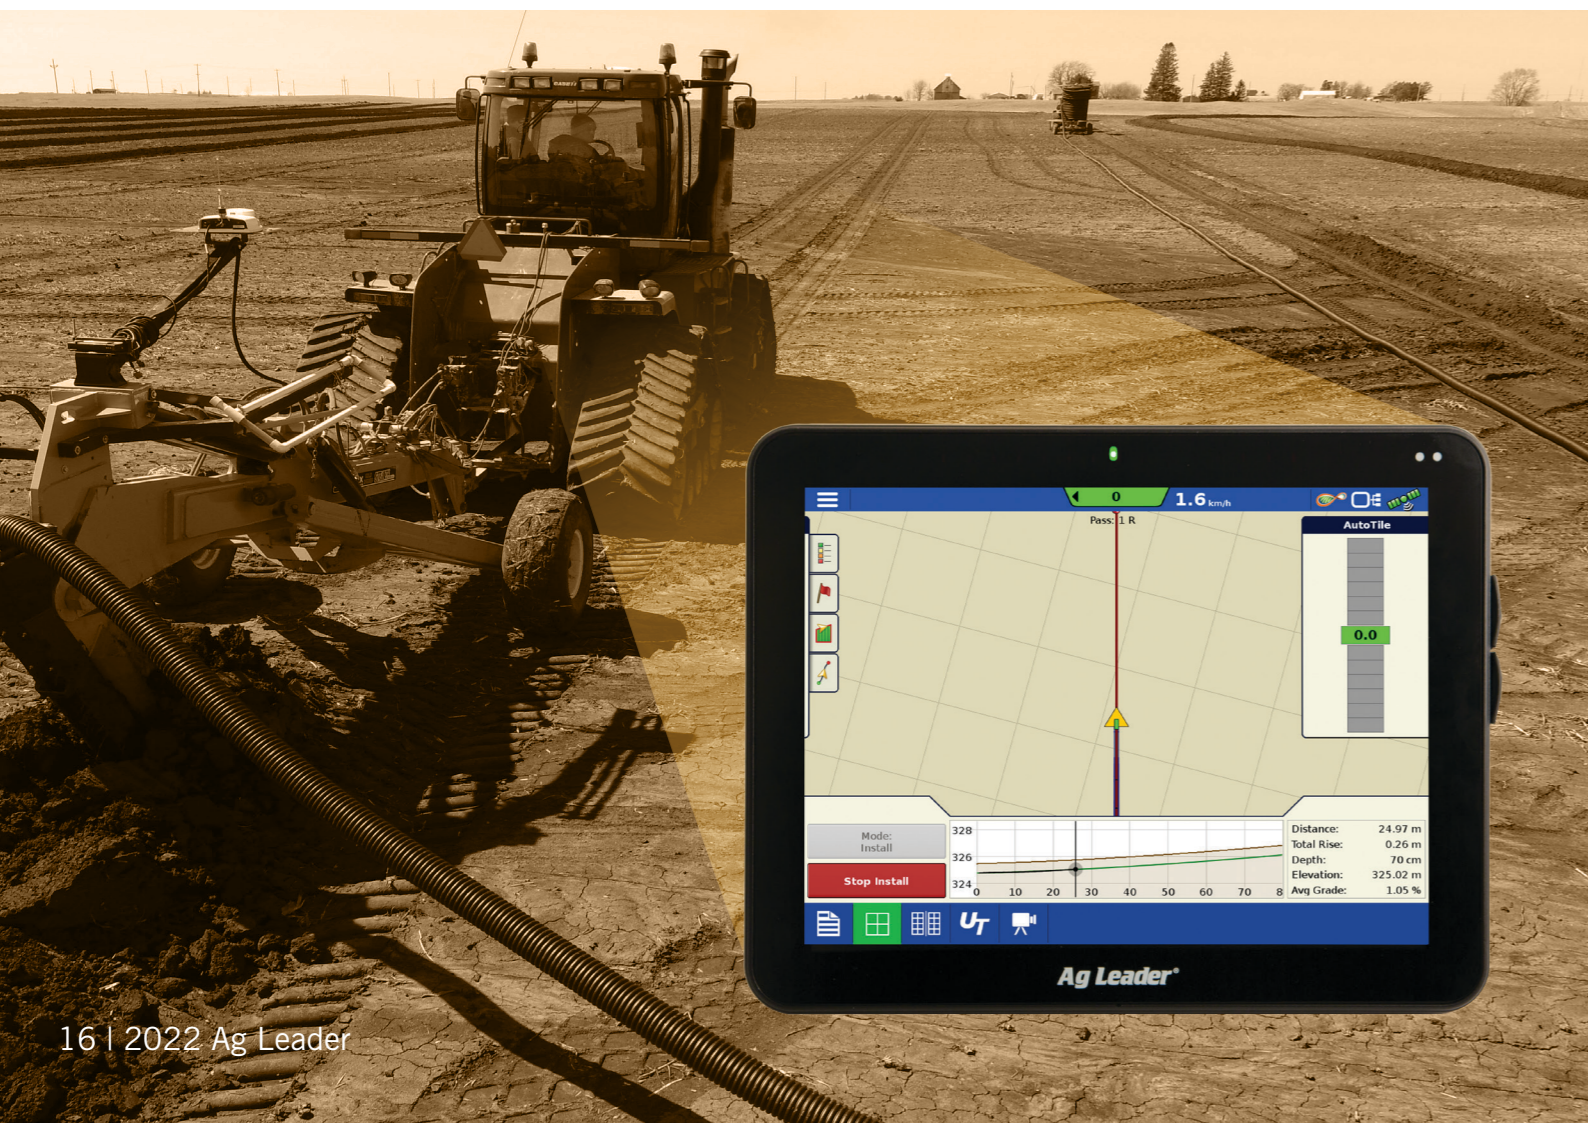 0
1.6 km/h
Pass: 1 R
AutoTile
0.0
Mode:
Install
Stop Install
328
326
324
0 10 20 30 40 50 60 70 8
Distance: 24.97 m
Total Rise: 0.26 m
Depth: 70 cm
Elevation: 325.02 m
Avg Grade: 1.05 %
UT
Ag Leader®
16 | 2022 Ag Leader